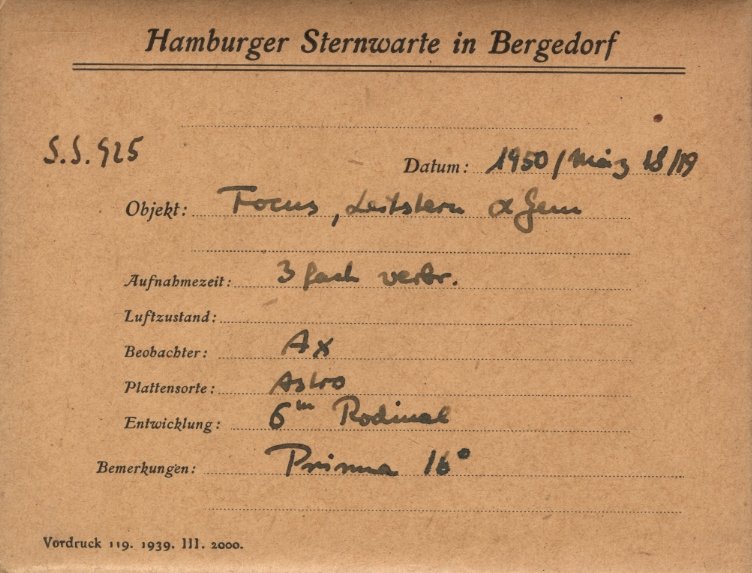 Hamburger Sternwarte in Bergedorf
S.S. 925
Datum: 1950/März 18/19
Objekt: Focus, Leitstern α Gem
Aufnahmezeit: 3 fach verbr.
Luftzustand:
Beobachter: Ax
Plattensorte: Astro
Entwicklung: 6m Rodinal
Bemerkungen: Prisma 16°
Vordruck 119. 1939. III. 2000.